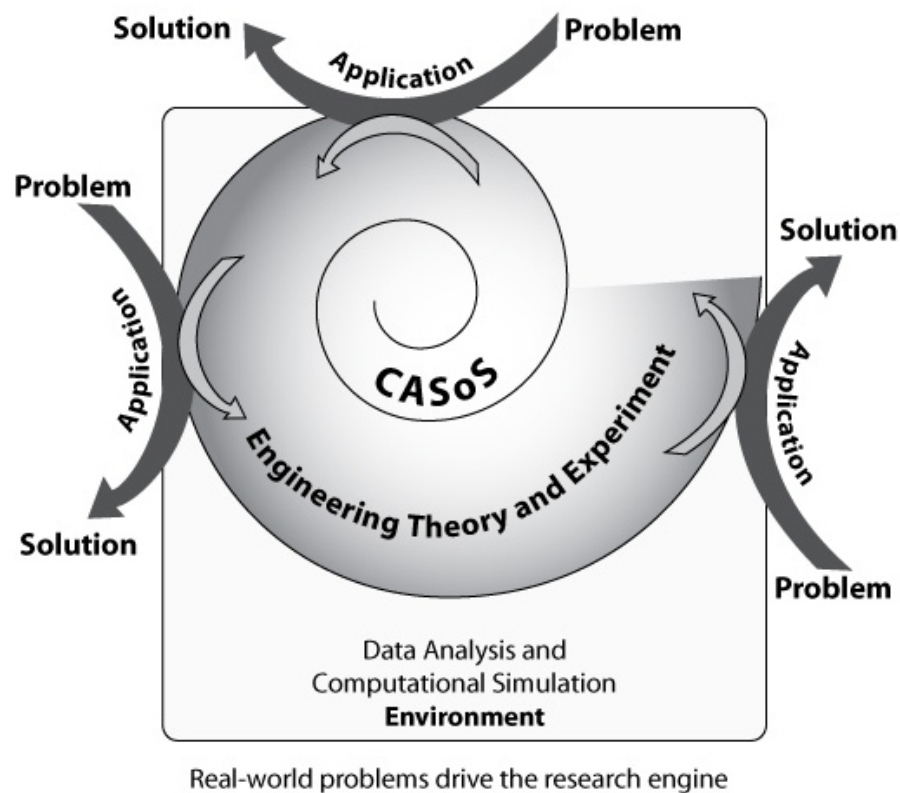 Solution
Application
Problem
Problem
Application
Solution
Solution
Application
Problem
CASoS
Engineering Theory and Experiment
Data Analysis and
Computational Simulation
Environment
Real-world problems drive the research engine